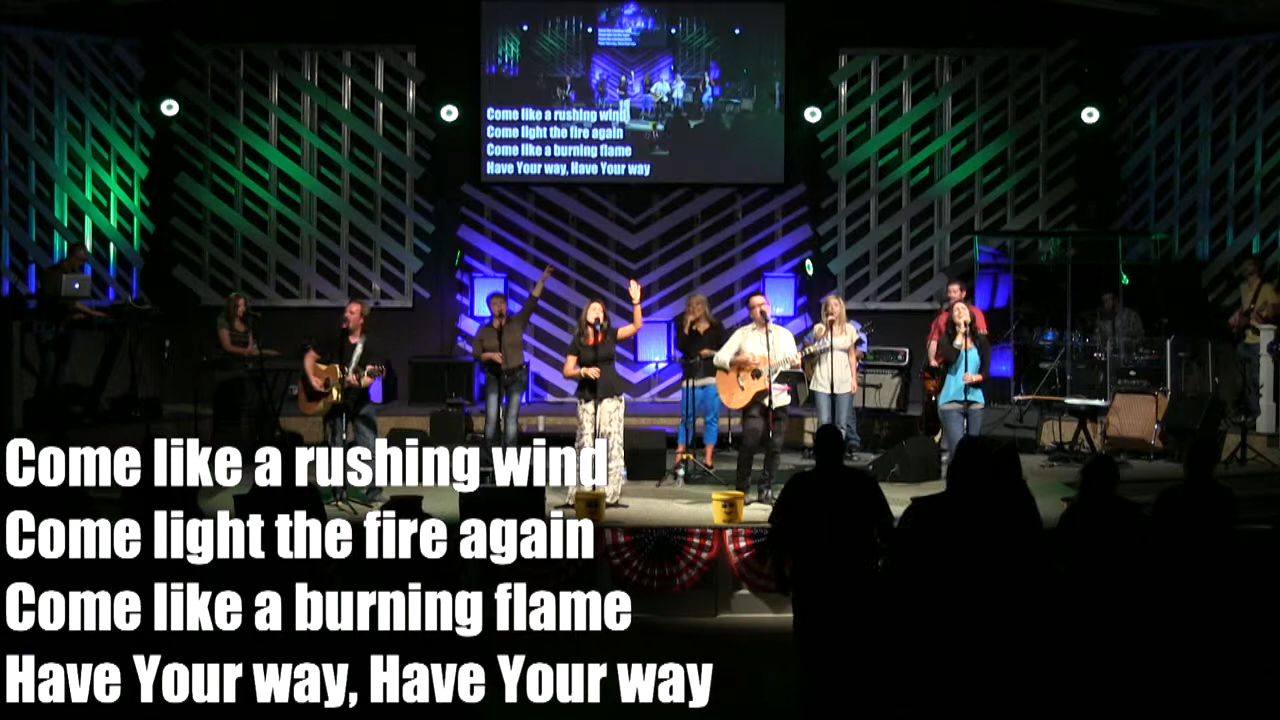 Come like a rushing wind
Come light the fire again
Come like a burning flame
Have Your way, Have Your way
Come like a rushing wind
Come light the fire again
Come like a burning flame
Have Your way, Have Your way